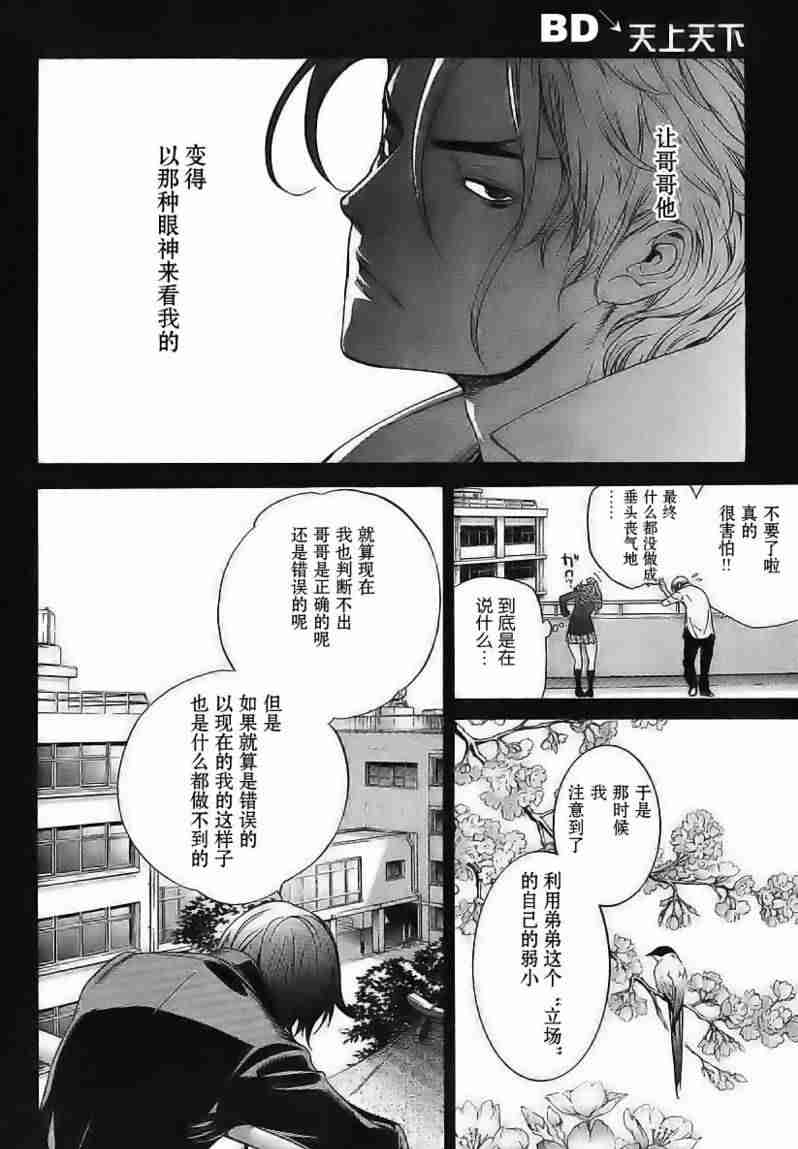 BD→天上天下
让哥哥他
变得
以那种眼神来看我的
不要了啦
真的
很害怕!!
最终
什么都没做成
垂头丧气地
……
ガロ〜
到底是在
说什么…
就算现在
我也判断不出
哥哥是正确的呢
还是错误的呢
但是
如果就算是错误的
以现在的我的这样子
也是什么都做不到的
于是
那时候
我
注意到了
利用弟弟这个“立场”
的自己的弱小